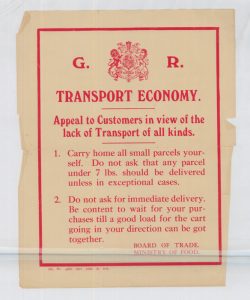 G. R.
TRANSPORT ECONOMY.
Appeal to Customers in view of the
lack of Transport of all kinds.
1. Carry home all small parcels your-
self. Do not ask that any parcel
under 7 lbs. should be delivered
unless in exceptional cases.
2. Do not ask for immediate delivery.
Be content to wait for your pur-
chases till a good load for the cart
going in your direction can be got
together.
BOARD OF TRADE.
MINISTRY OF FOOD.